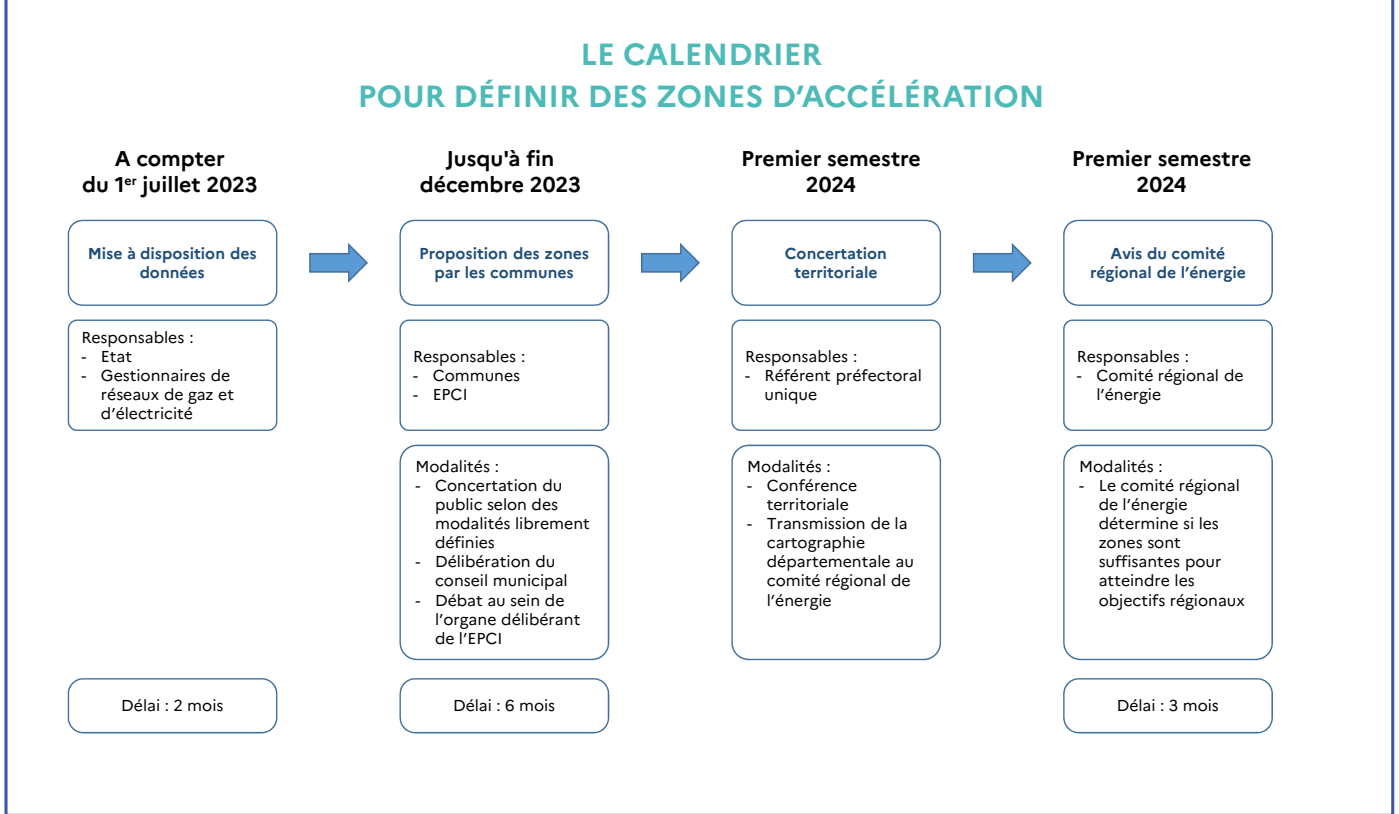 LE CALENDRIER
POUR DÉFINIR DES ZONES D’ACCÉLÉRATION
A compter
du 1er juillet 2023
Mise à disposition des
données
Responsables :
- Etat
- Gestionnaires de
réseaux de gaz et
d’électricité
Délai : 2 mois
Jusqu'à fin
décembre 2023
Proposition des zones
par les communes
Responsables :
- Communes
- EPCI
Modalités :
- Concertation du
public selon des
modalités librement
définies
- Délibération du
conseil municipal
- Débat au sein de
l’organe délibérant
de l’EPCI
Délai : 6 mois
Premier semestre
2024
Concertation
territoriale
Responsables :
- Référent préfectoral
unique
Modalités :
- Conférence
territoriale
- Transmission de la
cartographie
départementale au
comité régional de
l’énergie
Premier semestre
2024
Avis du comité
régional de l’énergie
Responsables :
- Comité régional de
l’énergie
Modalités :
- Le comité régional
de l’énergie
détermine si les
zones sont
suffisantes pour
atteindre les
objectifs régionaux
Délai : 3 mois